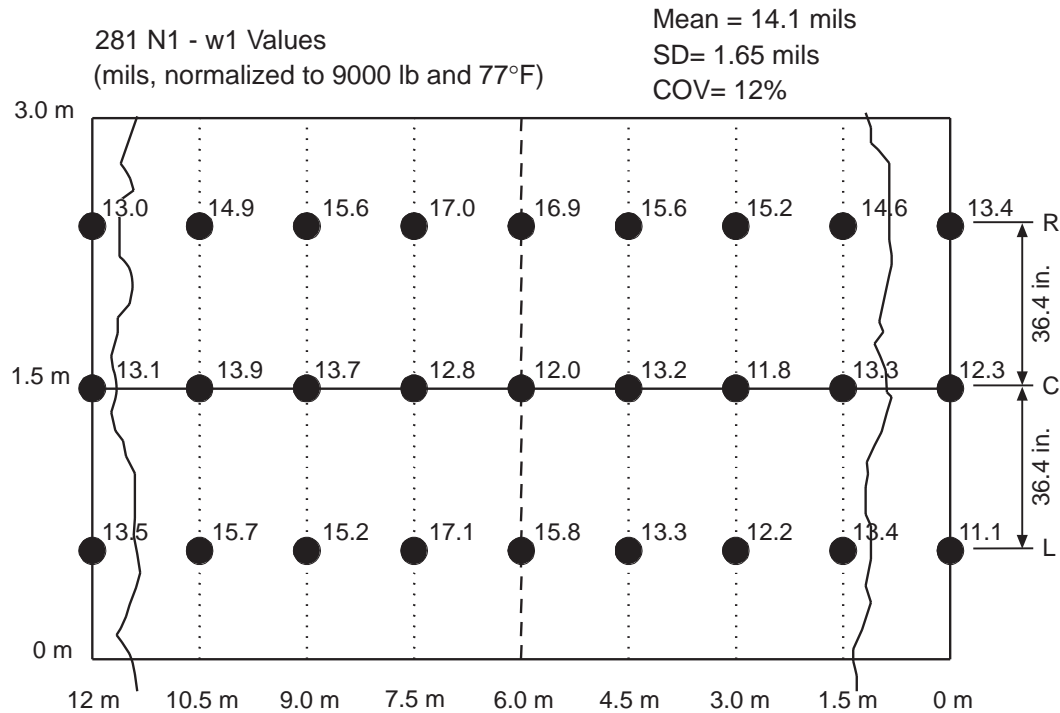 281 N1 - w1 Values
(mils, normalized to 9000 lb and 77°F)
Mean = 14.1 mils
SD= 1.65 mils
COV= 12%
3.0 m
13.0 14.9 15.6 17.0 16.9 15.6 15.2 14.6 13.4 R
36.4 in.
1.5 m 13.1 13.9 13.7 12.8 12.0 13.2 11.8 13.3 12.3 C
36.4 in.
13.5 15.7 15.2 17.1 15.8 13.3 12.2 13.4 11.1 L
0 m
12 m 10.5 m 9.0 m 7.5 m 6.0 m 4.5 m 3.0 m 1.5 m 0 m